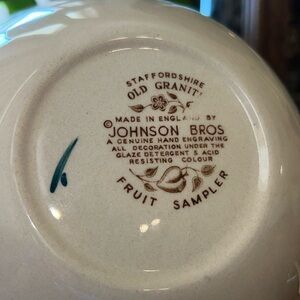 STAFFORDSHIRE
OLD GRANIT'
MADE IN ENGLAND BY
© JOHNSON BROS
A GENUINE HAND ENGRAVING
ALL DECORATION UNDER THE
GLAZE DETERGENT & ACID
RESISTING COLOUR
FRUIT SAMPLER